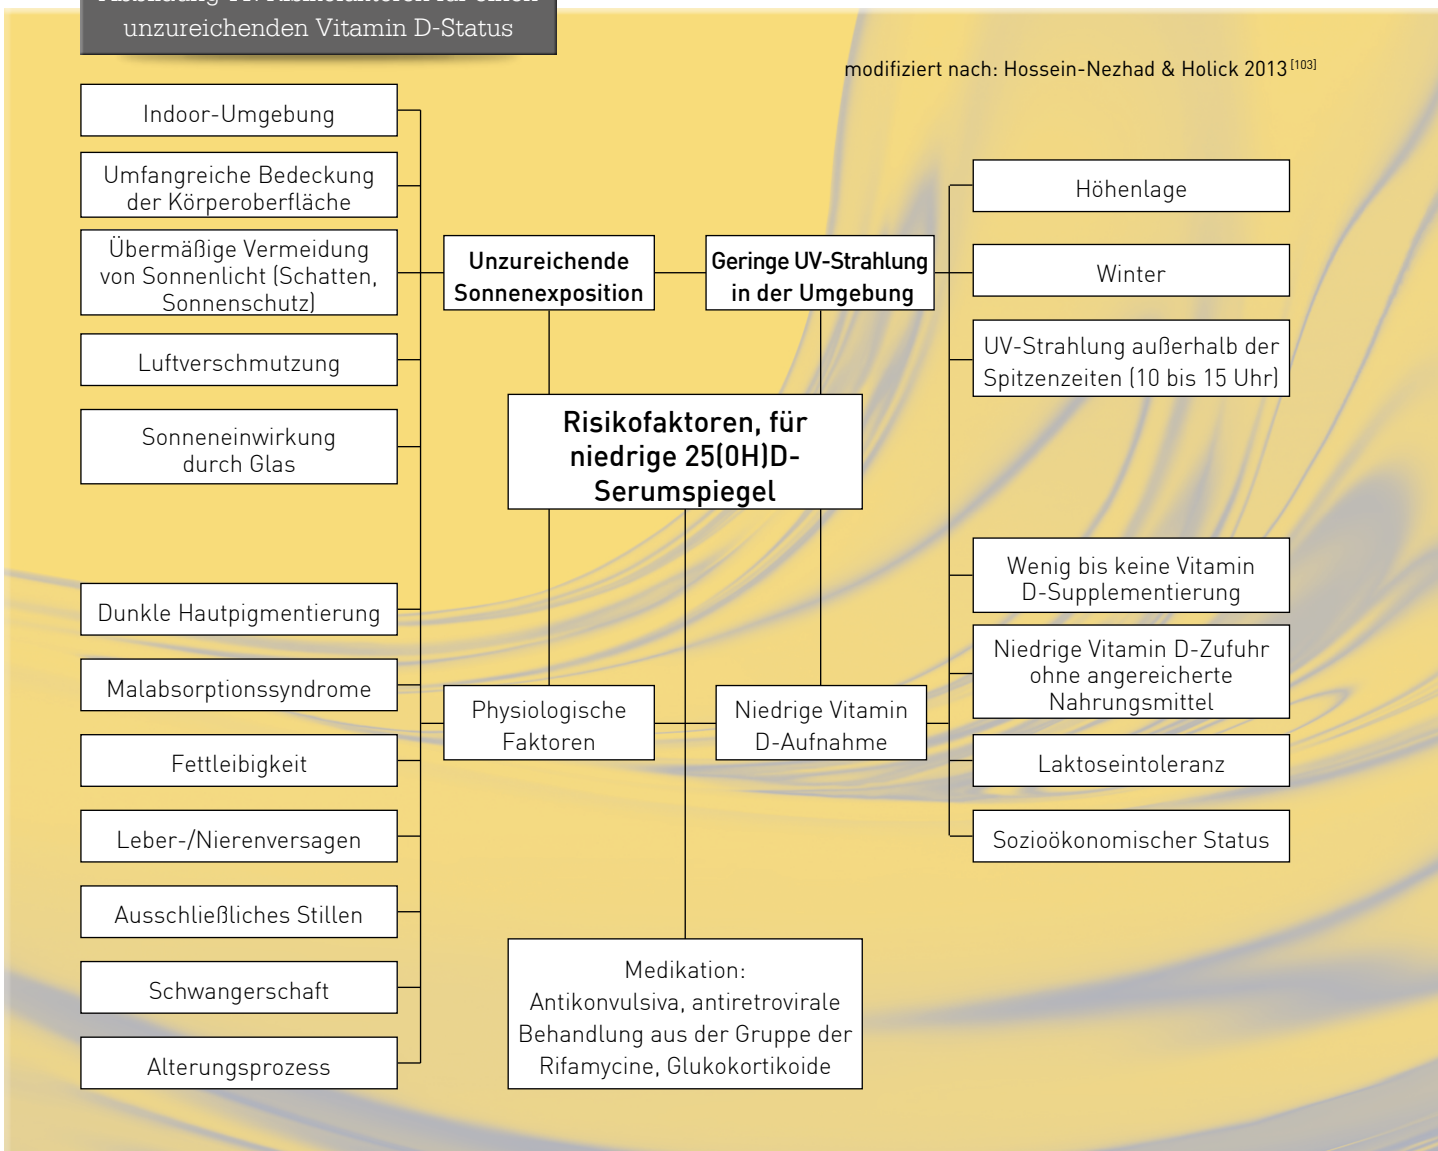 unzureichenden Vitamin D-Status
modifiziert nach: Hossein-Nezhad & Holick 2013 [103]
Indoor-Umgebung
Umfangreiche Bedeckung
der Körperoberfläche
Übermäßige Vermeidung
von Sonnenlicht (Schatten,
Sonnenschutz)
Luftverschmutzung
Sonneneinwirkung
durch Glas
Unzureichende
Sonnenexposition
Geringe UV-Strahlung
in der Umgebung
Höhenlage
Winter
UV-Strahlung außerhalb der
Spitzenzeiten (10 bis 15 Uhr)
Risikofaktoren, für
niedrige 25(0H)D-
Serumspiegel
Dunkle Hautpigmentierung
Malabsorptionssyndrome
Fettleibigkeit
Leber-/Nierenversagen
Ausschließliches Stillen
Schwangerschaft
Alterungsprozess
Physiologische
Faktoren
Niedrige Vitamin
D-Aufnahme
Wenig bis keine Vitamin
D-Supplementierung
Niedrige Vitamin D-Zufuhr
ohne angereicherte
Nahrungsmittel
Laktoseintoleranz
Sozioökonomischer Status
Medikation:
Antikonvulsiva, antiretrovirale
Behandlung aus der Gruppe der
Rifamycine, Glukokortikoide